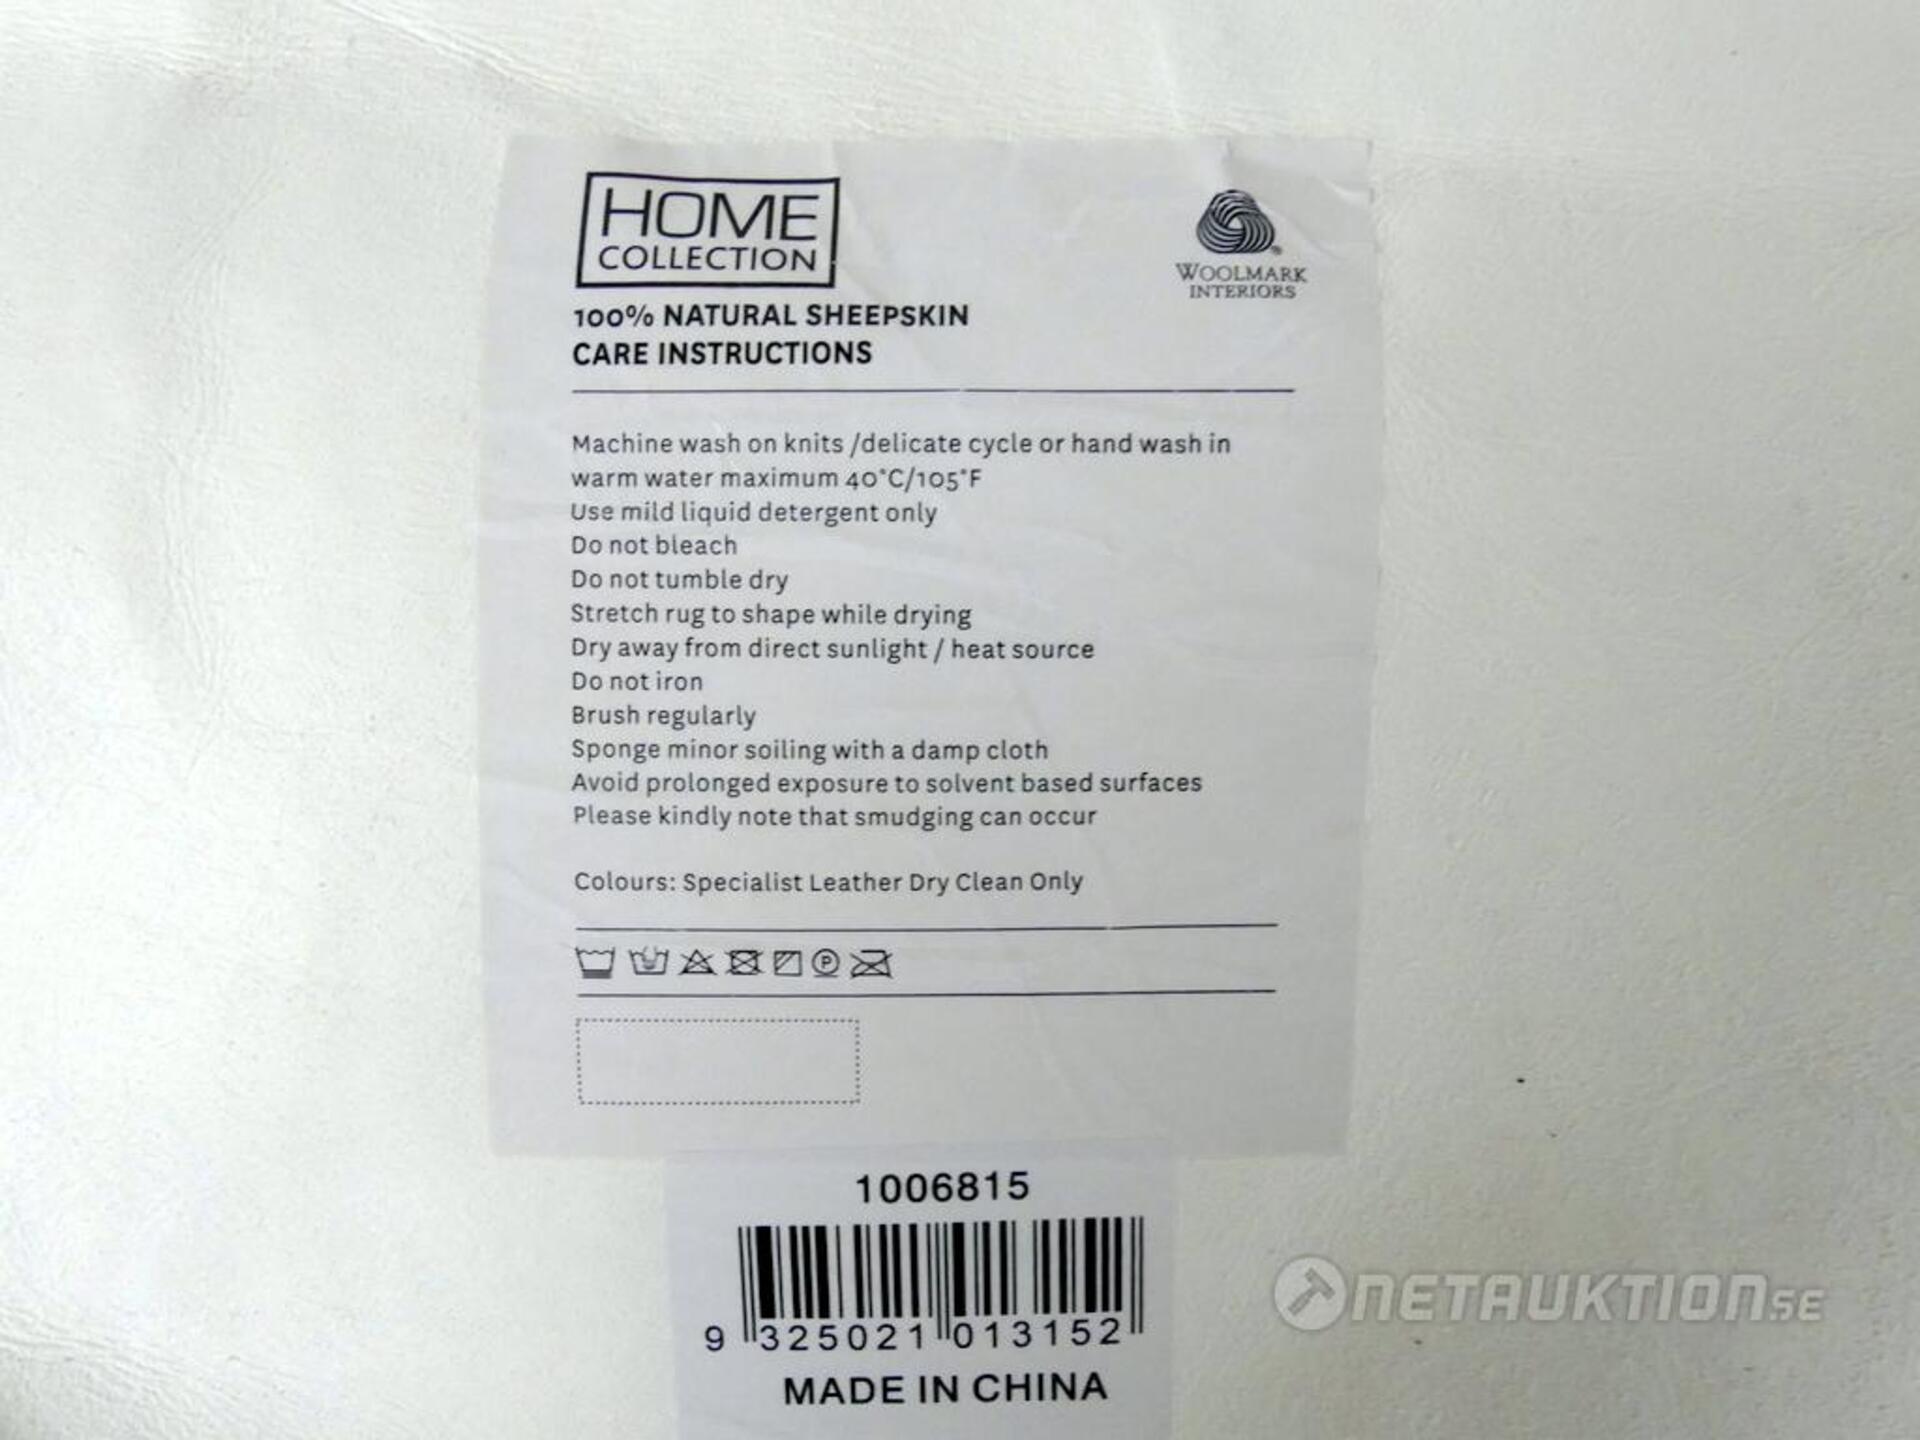 HOME
COLLECTION
WOOLMARK
INTERIORS
100% NATURAL SHEEPSKIN
CARE INSTRUCTIONS
Machine wash on knits /delicate cycle or hand wash in
warm water maximum 40°C/105°F
Use mild liquid detergent only
Do not bleach
Do not tumble dry
Stretch rug to shape while drying
Dry away from direct sunlight / heat source
Do not iron
Brush regularly
Sponge minor soiling with a damp cloth
Avoid prolonged exposure to solvent based surfaces
Please kindly note that smudging can occur
Colours: Specialist Leather Dry Clean Only
P
1006815
9 325021 013152
MADE IN CHINA
NETAUKTION.SE